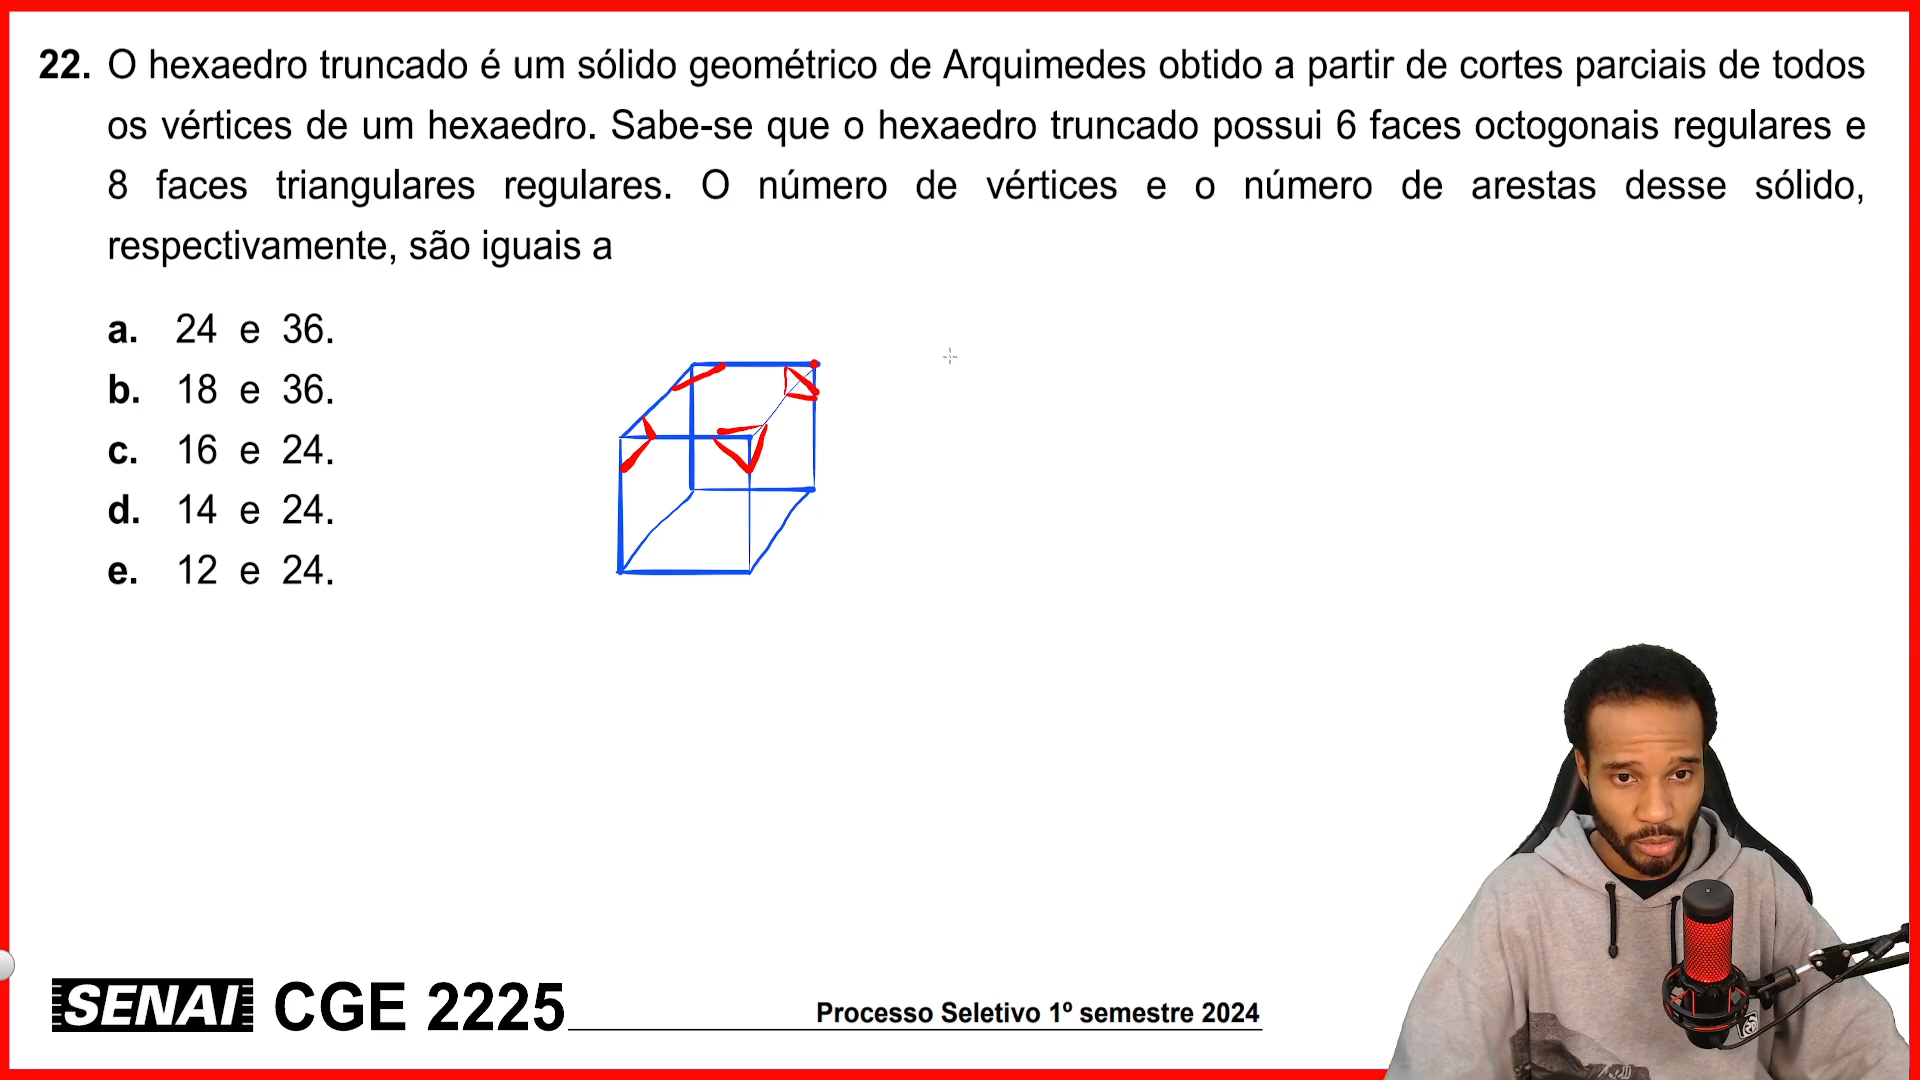 22. O hexaedro truncado é um sólido geométrico de Arquimedes obtido a partir de cortes parciais de todos
os vértices de um hexaedro. Sabe-se que o hexaedro truncado possui 6 faces octogonais regulares e
8 faces triangulares regulares. O número de vértices e o número de arestas desse sólido,
respectivamente, são iguais a
a. 24 e 36.
b. 18 e 36.
c. 16 e 24.
d. 14 e 24.
e. 12 e 24.
SENAI CGE 2225 Processo Seletivo 1º semestre 2024